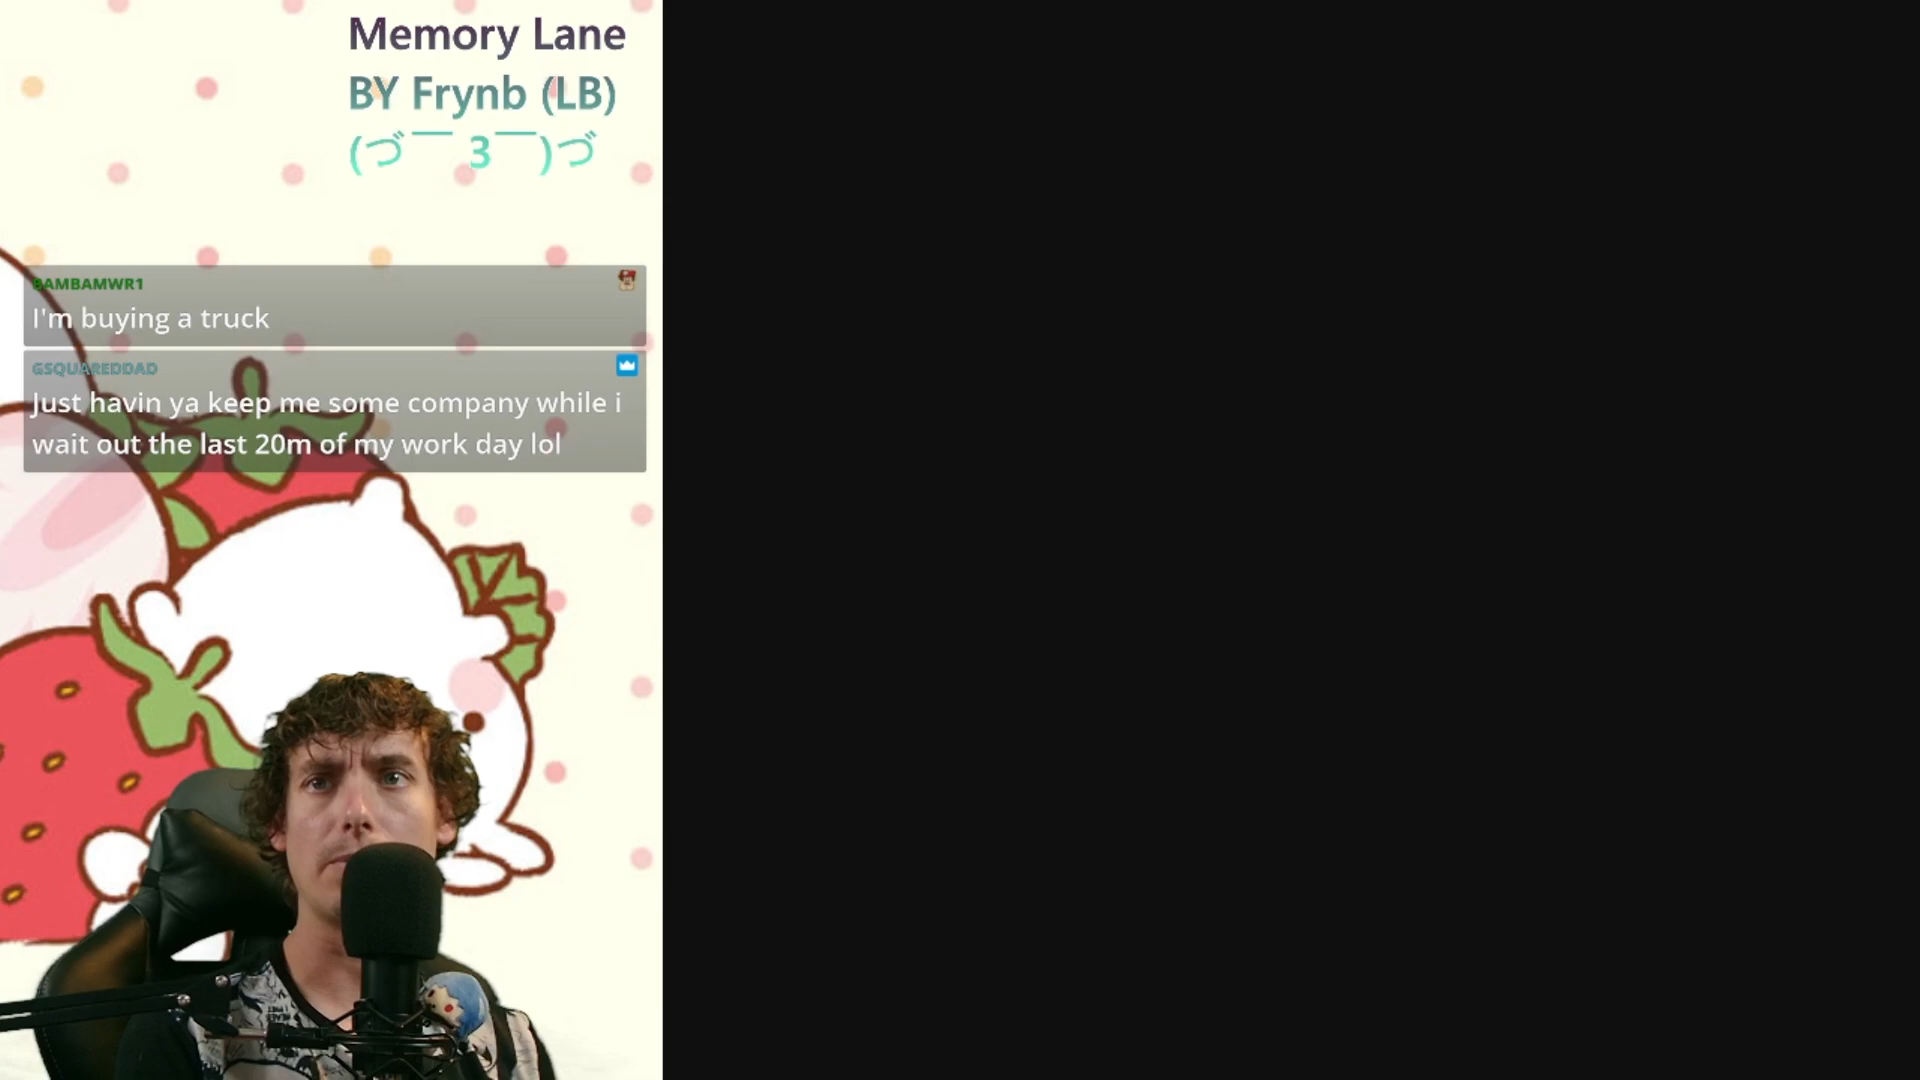 Memory Lane
BY Frynb (LB)
(づ￣ 3￣)づ
BAMBAMWR1
I'm buying a truck
GSQUAREDDAD
Just havin ya keep me some company while i
wait out the last 20m of my work day lol